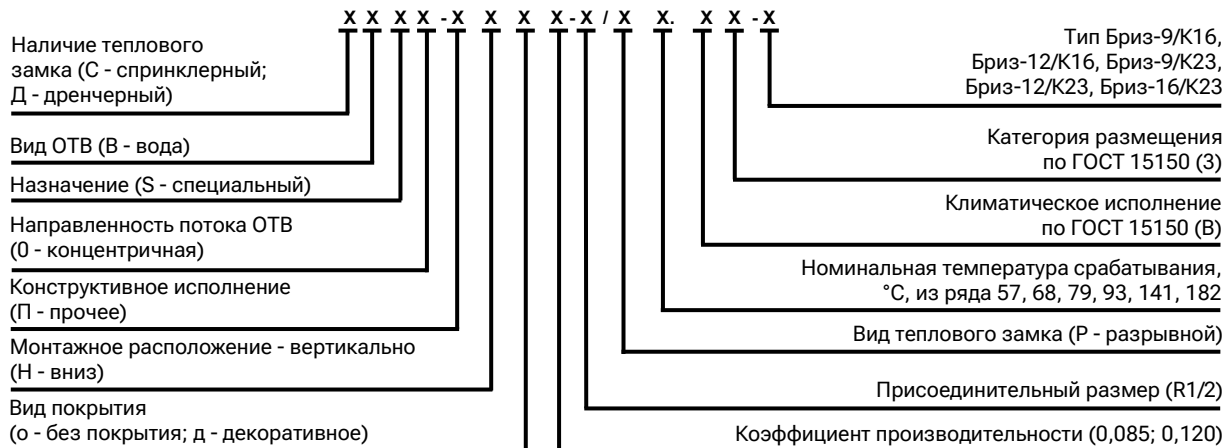 X X X X - X X X X - X / X X. X X - X
Наличие теплового
замка (С - спринклерный;
Д - дренчерный)
Вид ОТВ (В - вода)
Назначение (S - специальный)
Направленность потока ОТВ
(0 - концентричная)
Конструктивное исполнение
(П - прочее)
Монтажное расположение - вертикально
(Н - вниз)
Вид покрытия
(о - без покрытия; д - декоративное)
Тип Бриз-9/К16,
Бриз-12/К16, Бриз-9/К23,
Бриз-12/К23, Бриз-16/К23
Категория размещения
по ГОСТ 15150 (3)
Климатическое исполнение
по ГОСТ 15150 (В)
Номинальная температура срабатывания,
°С, из ряда 57, 68, 79, 93, 141, 182
Вид теплового замка (Р - разрывной)
Присоединительный размер (R1/2)
Коэффициент производительности (0,085; 0,120)